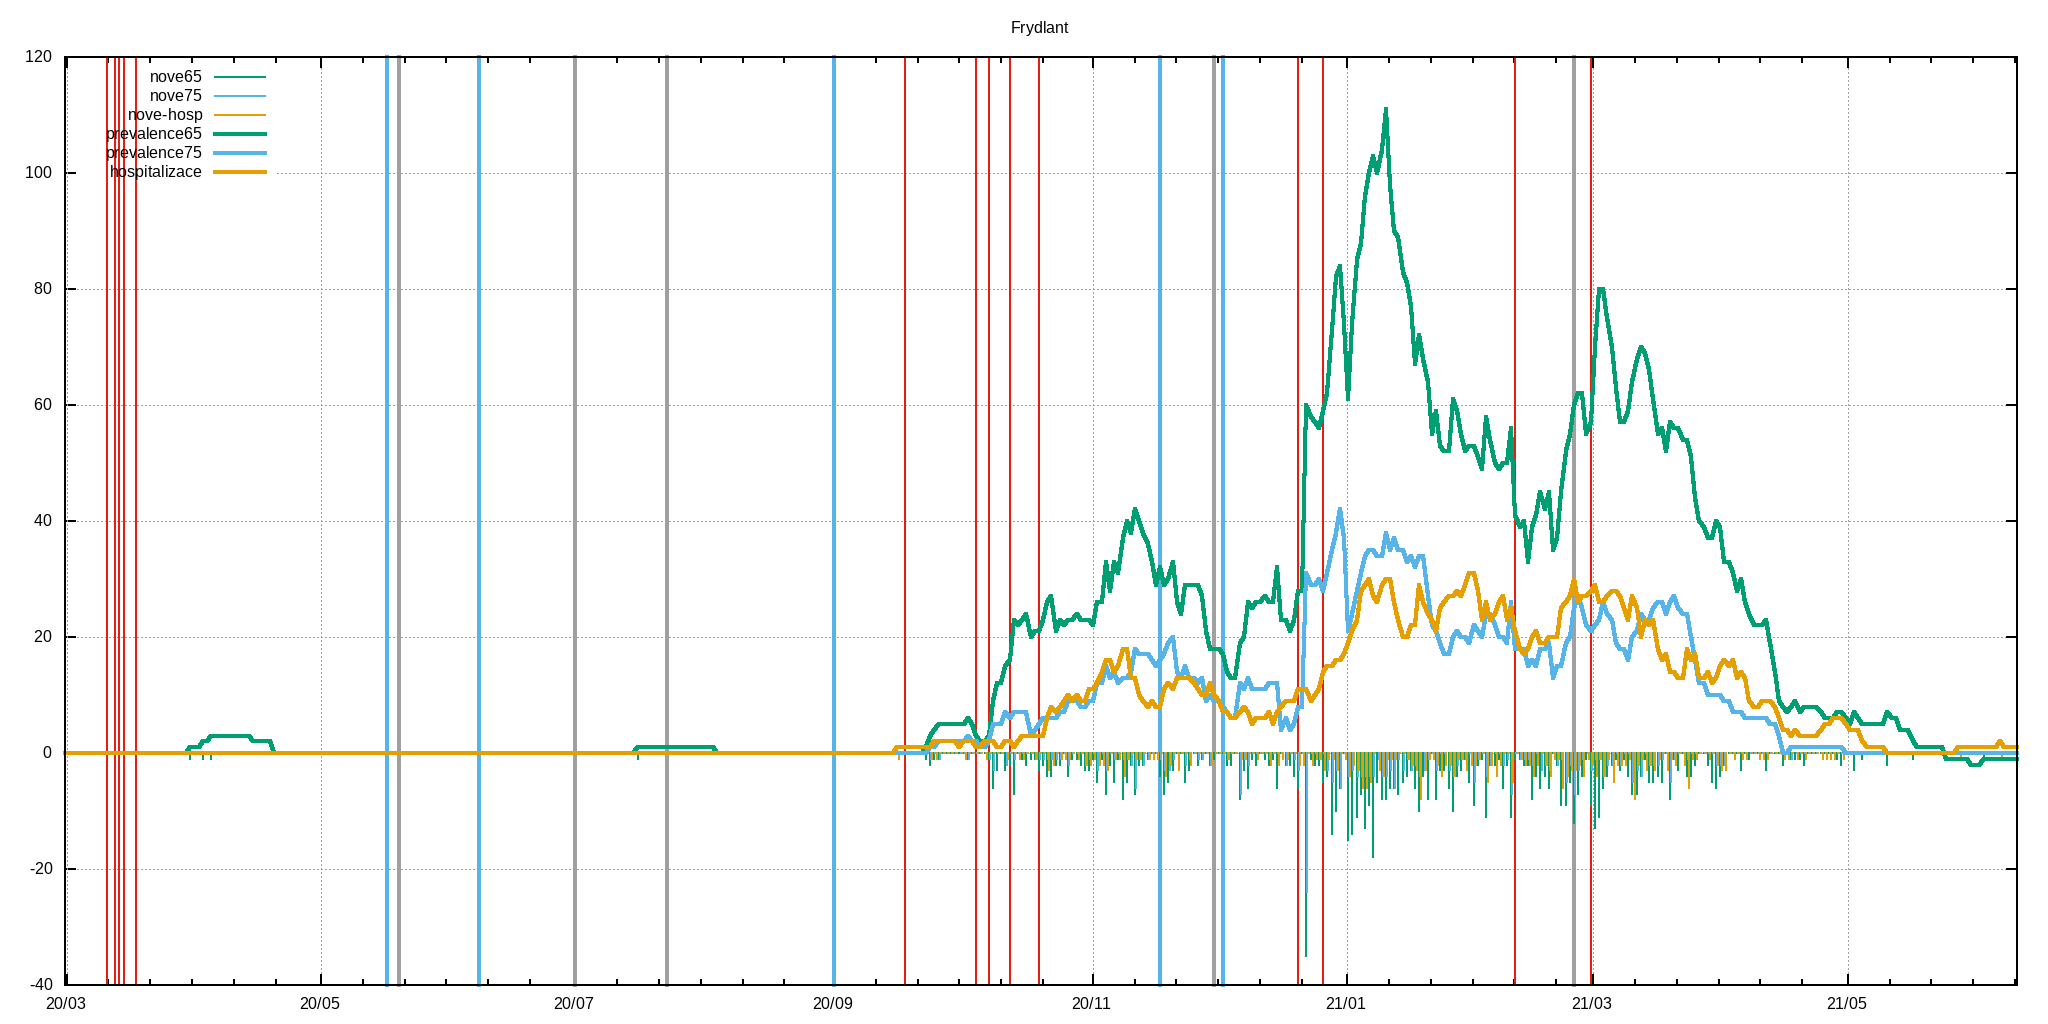 Frydlant
120
100
80
60
40
20
0
-20
-40
nove65
nove75
nove-hosp
prevalence65
prevalence75
hospitalizace
20/03 20/05 20/07 20/09 20/11 21/01 21/03 21/05